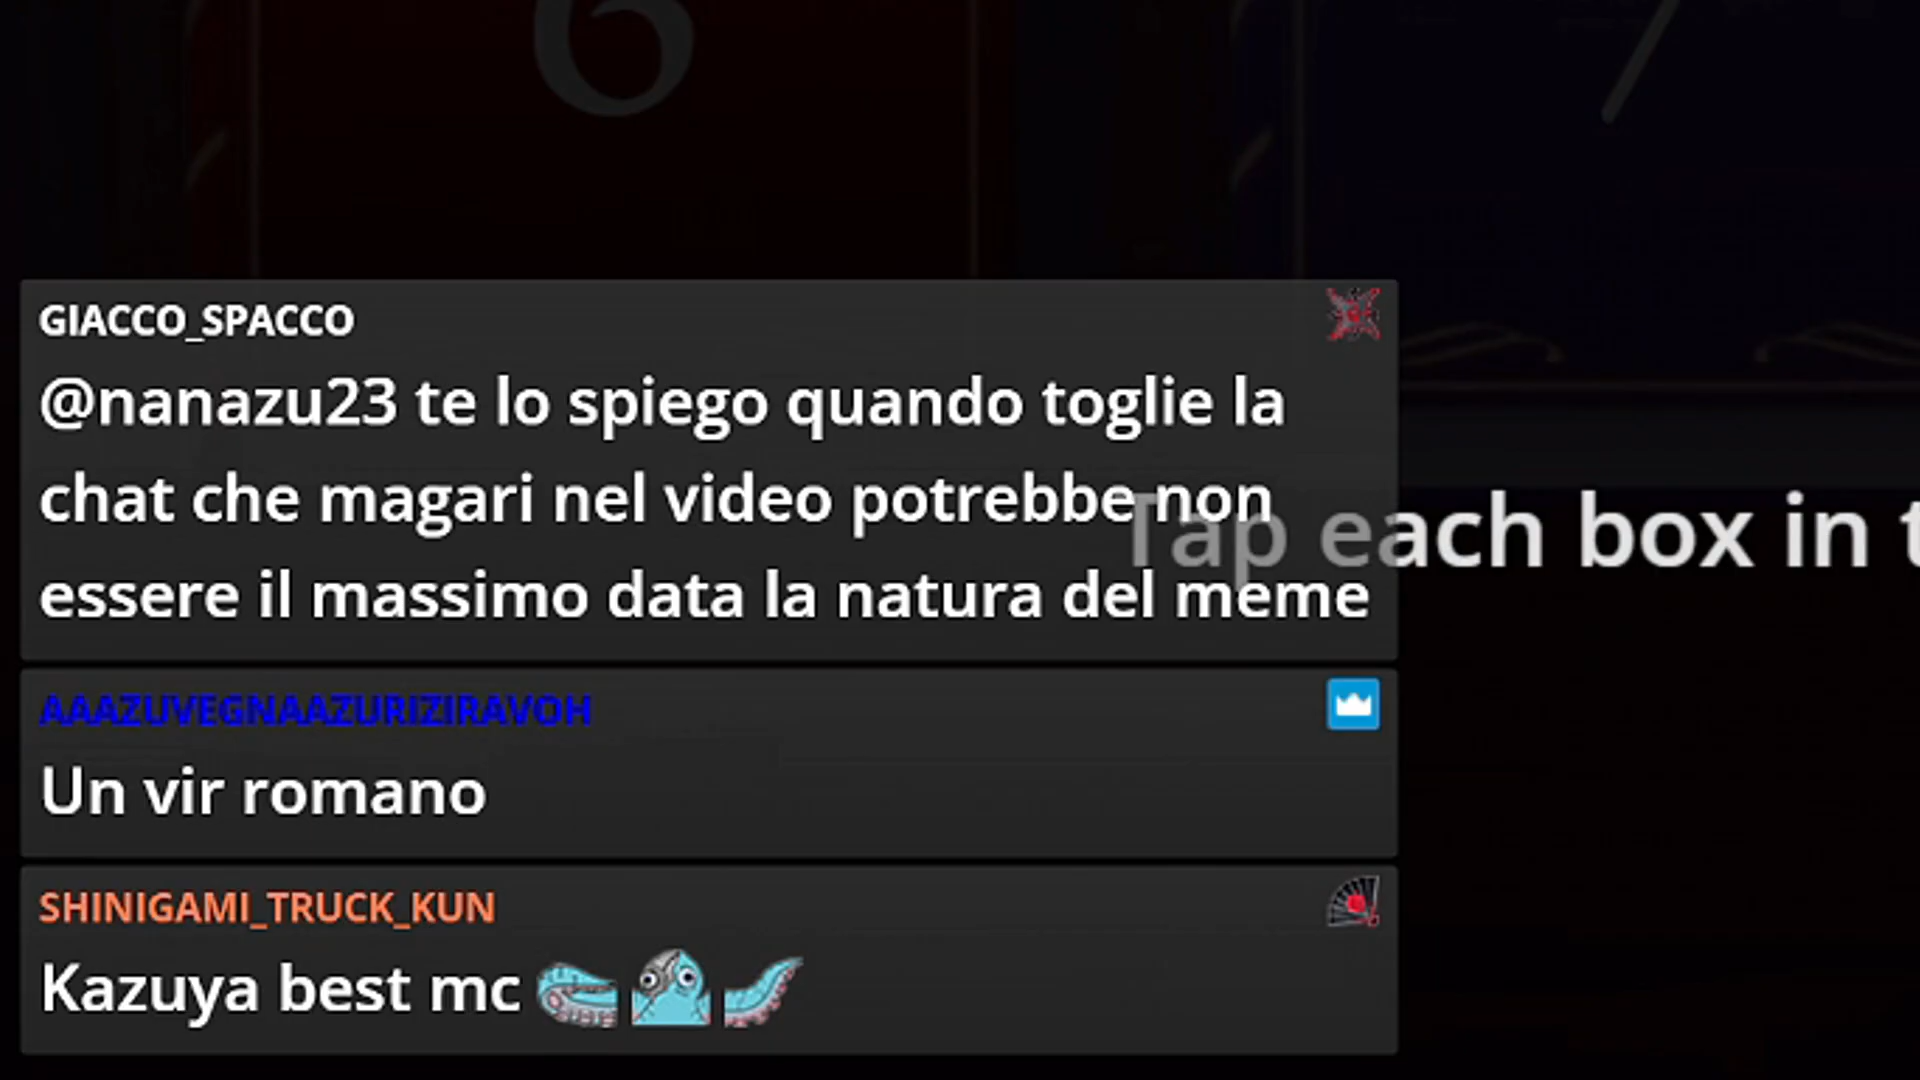 6
GIACCO_SPACCO
@nanazu23 te lo spiego quando toglie la
chat che magari nel video potrebbe non
essere il massimo data la natura del meme
Tap each box in
AAAZUVEGNAAZURIZIRAVOH
Un vir romano
SHINIGAMI_TRUCK_KUN
Kazuya best mc